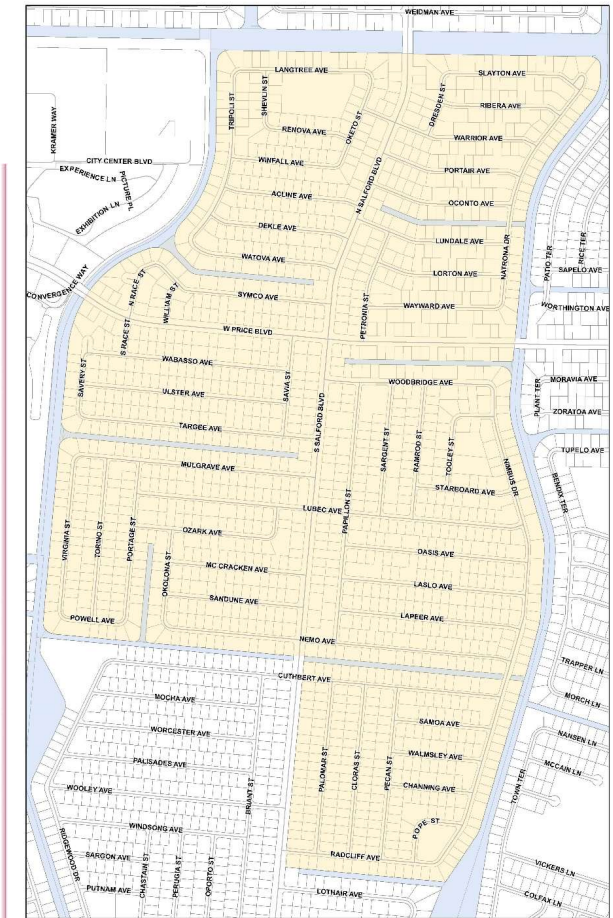 WEIDMAN AVE
LANGTREE AVE
SLAYTON AVE
TRIPOLI ST
SHEVLIN ST
DRESDEN ST
RIBERA AVE
KRAMER WAY
RENOVA AVE
OKETO ST
WARRIOR AVE
CITY CENTER BLVD
WINFALL AVE
N SALFORD BLVD
PORTAIR AVE
EXPERIENCE LN
PICTURE PL
ACLINE AVE
OCONTO AVE
EXHIBITION LN
DEKLE AVE
LUNDALE AVE
NATRONA DR
PATIO TER
RICE TER
WATOVA AVE
LORTON AVE
SAPELO AVE
CONVERGENCE WAY
N RACE ST
WILLIAM ST
SYMCO AVE
PETRONIA ST
WAYWARD AVE
WORTHINGTON AVE
S RACE ST
W PRICE BLVD
WABASSO AVE
SAVERY ST
SAVIA ST
WOODBRIDGE AVE
MORAVIA AVE
ULSTER AVE
S SALFORD BLVD
PLANT TER
ZORATOA AVE
TARGEE AVE
SARGENT ST
RAMROD ST
TOOLEY ST
TUPELO AVE
MULGRAVE AVE
NIMBUS DR
BENDIX TER
STARBOARD AVE
LUBEC AVE
PAPILLON ST
VIRGINIA ST
TORINO ST
PORTAGE ST
OZARK AVE
OASIS AVE
OKOLONA ST
MC CRACKEN AVE
LASLO AVE
SANDUNE AVE
POWELL AVE
LAPEER AVE
NEMO AVE
TRAPPER LN
CUTHBERT AVE
MORCH LN
MOCHA AVE
SAMOA AVE
WORCESTER AVE
NANSEN LN
PALOMAR ST
CLORAS ST
PECAN ST
WALMSLEY AVE
PALISADES AVE
MCCAIN LN
WOOLEY AVE
BRIANT ST
CHANNING AVE
TOWN TER
WINDSONG AVE
POPE ST
RIDGEWOOD DR
SARGON AVE
RADCLIFF AVE
CHASTAIN ST
PERUGIA ST
OPORTO ST
VICKERS LN
PUTNAM AVE
LOTHAIR AVE
COLFAX LN